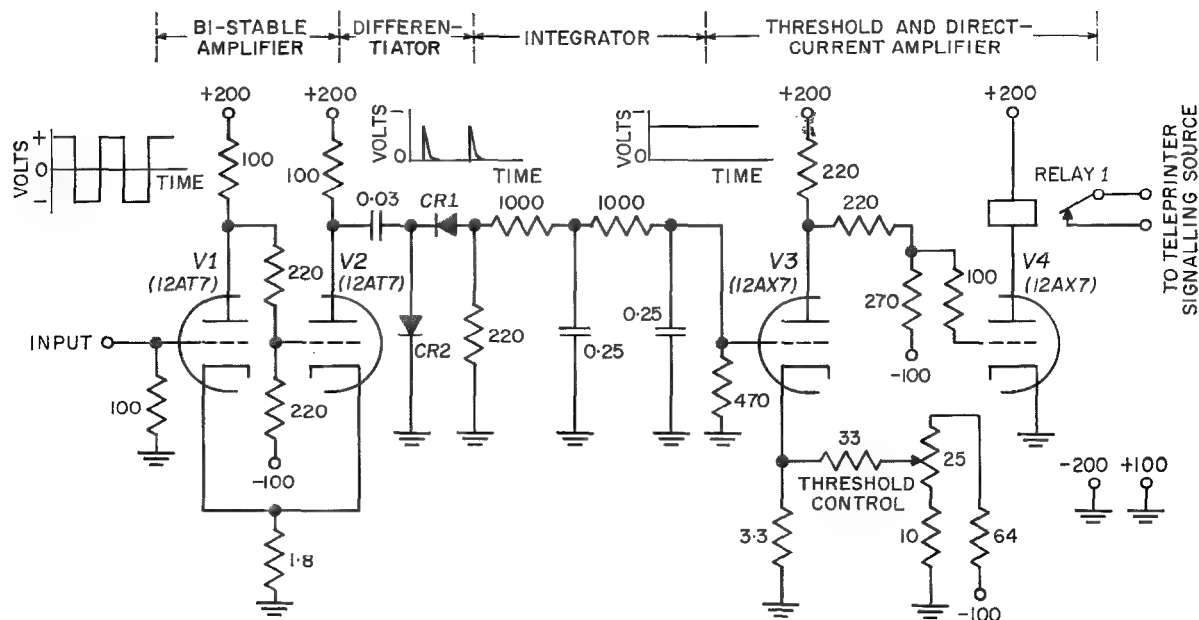 BI-STABLE
AMPLIFIER
DIFFEREN-
TIATOR
INTEGRATOR
THRESHOLD AND DIRECT-
CURRENT AMPLIFIER
+200
+200
+200
+200
VOLTS
+
0
-
TIME
100
100
VOLTS
1
0
TIME
VOLTS
1
0
TIME
220
RELAY 1
TO TELEPRINTER
SIGNALLING SOURCE
0·03
CR1
1000
1000
220
V1
(12AT7)
220
V2
(12AT7)
V3
(12AX7)
270
100
V4
(12AX7)
INPUT
CR2
220
0·25
0·25
-100
100
220
470
-100
33
25
THRESHOLD
CONTROL
-200
+100
1·8
3·3
10
64
-100